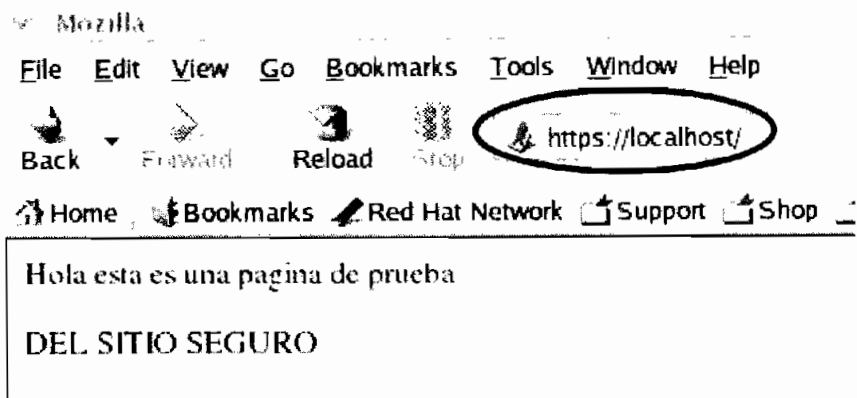 Mozilla
File Edit View Go Bookmarks Tools Window Help
Back Forward Reload Stop https://localhost/
Home Bookmarks Red Hat Network Support Shop
Hola esta es una pagina de prueba
DEL SITIO SEGURO